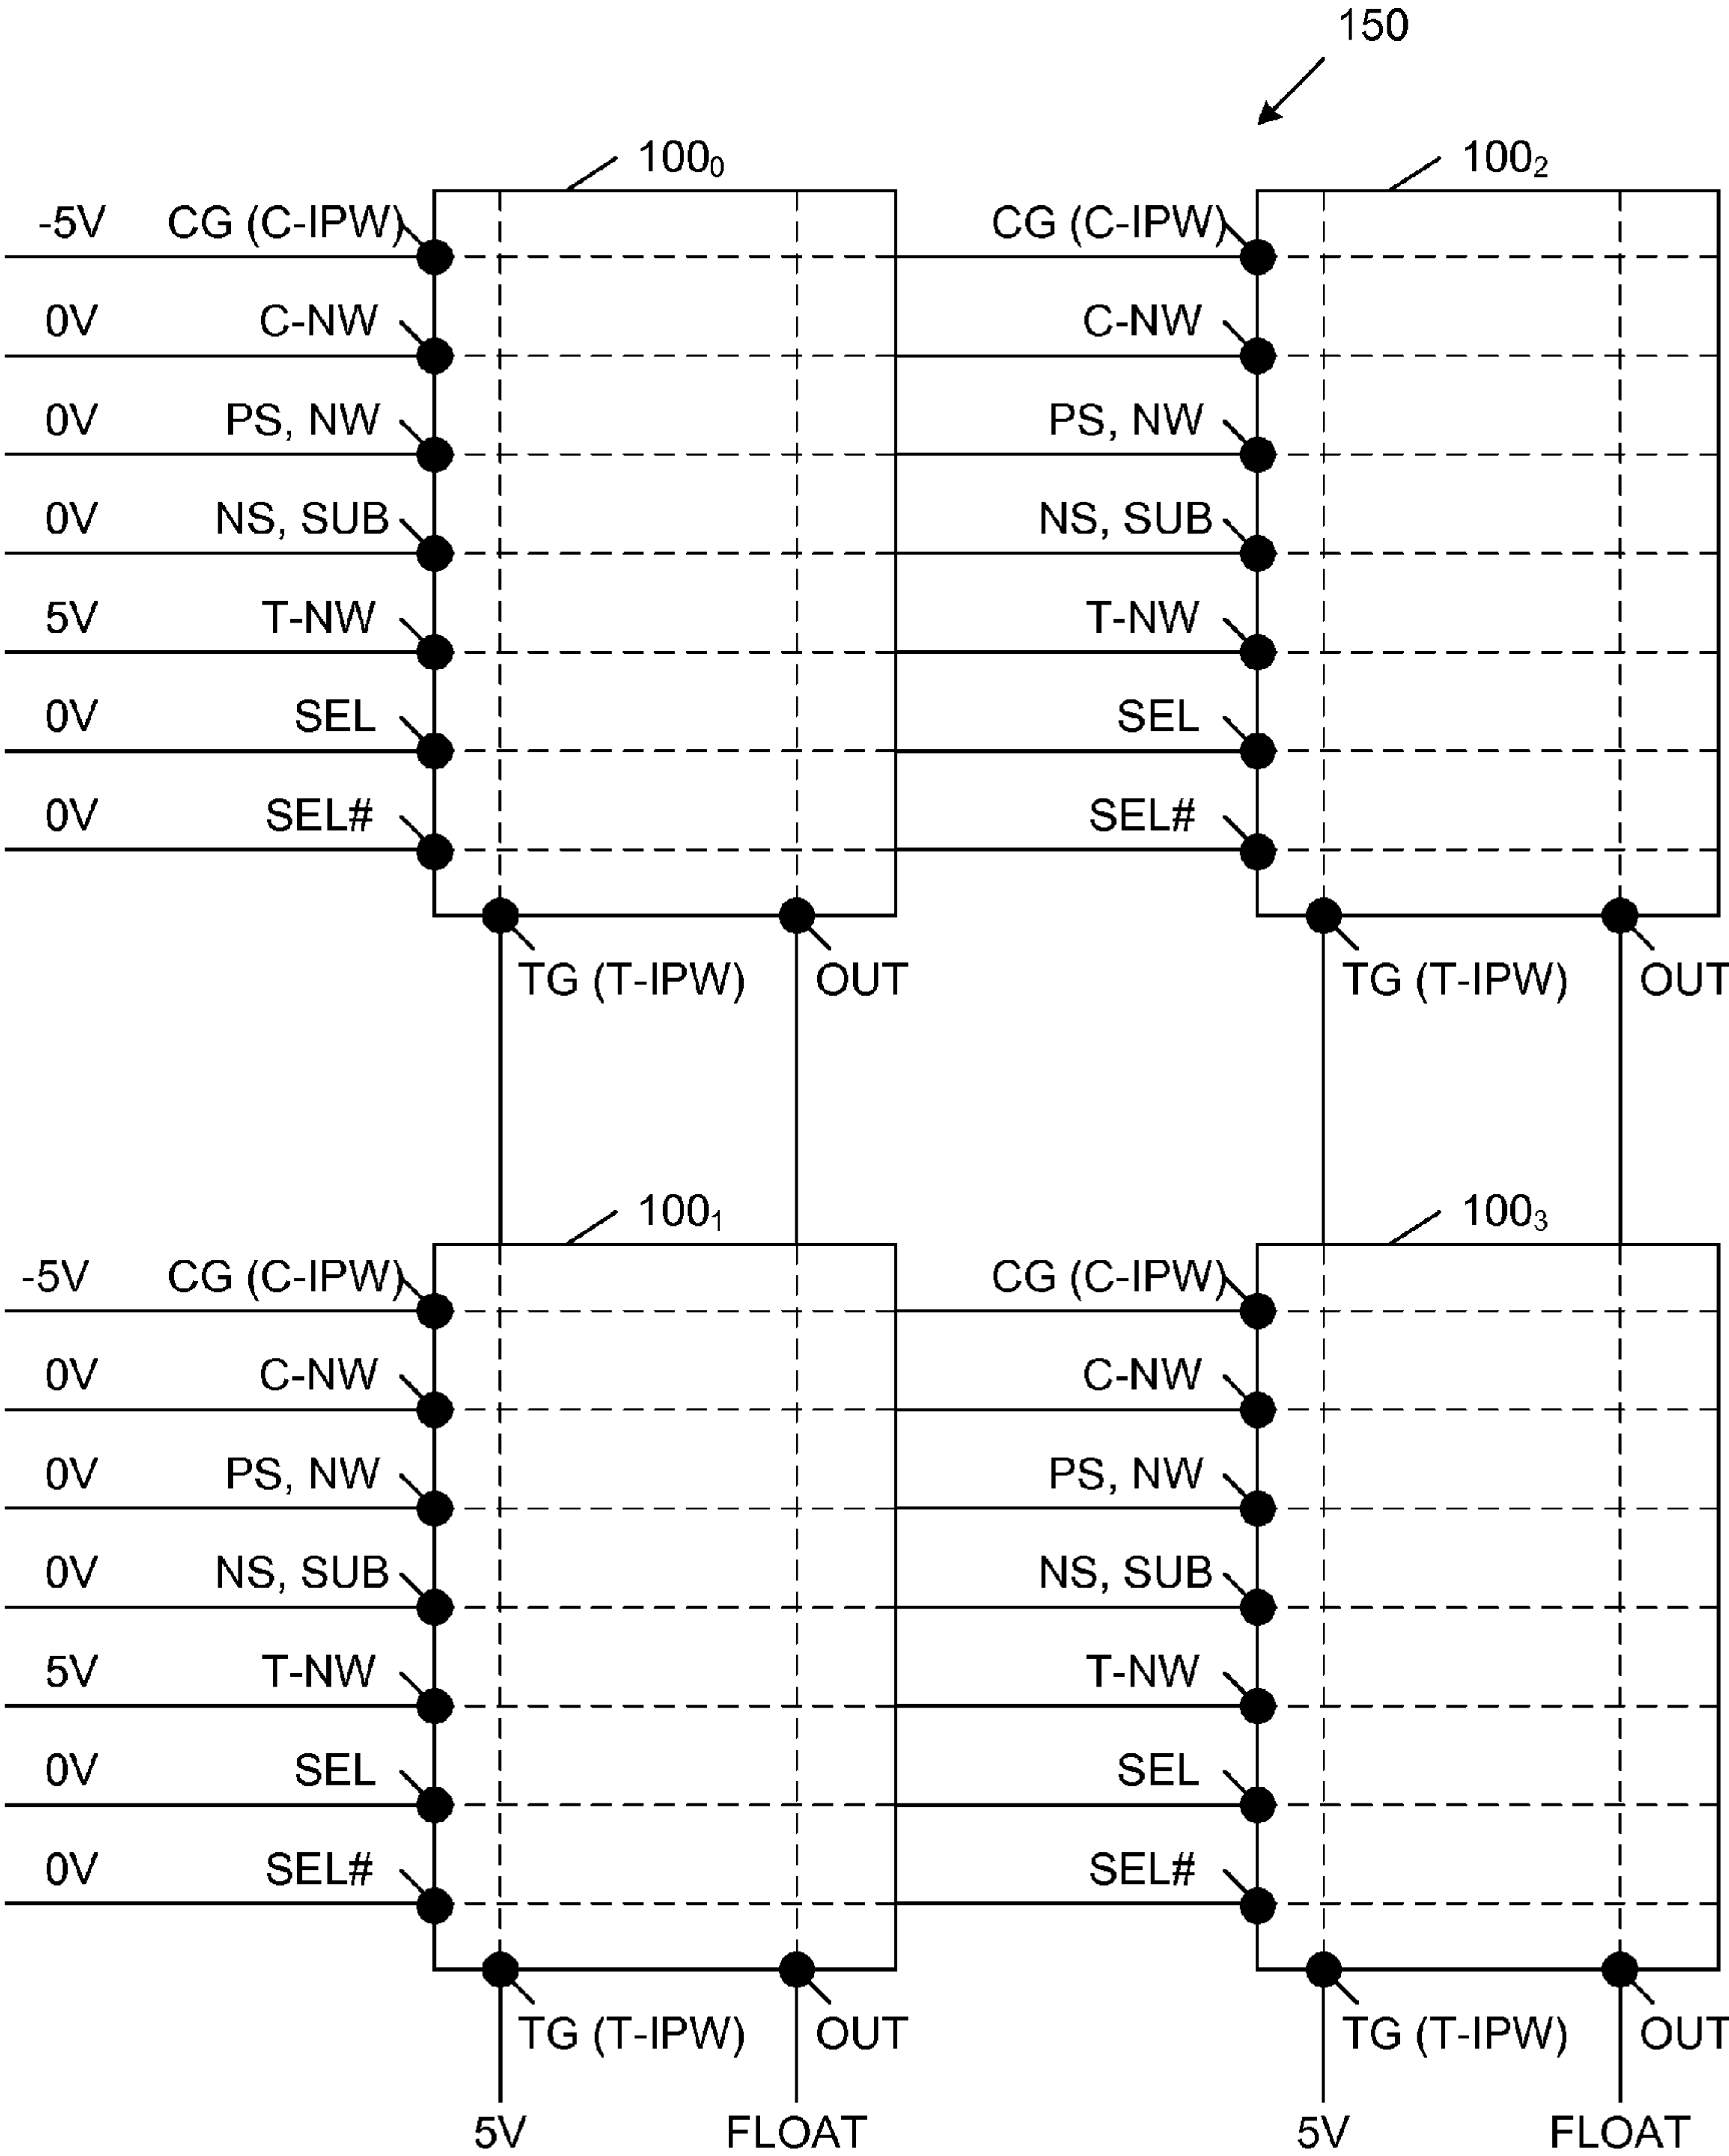 150
100₀ 100₂
-5V CG (C-IPW) CG (C-IPW)
0V C-NW C-NW
0V PS, NW PS, NW
0V NS, SUB NS, SUB
5V T-NW T-NW
0V SEL SEL
0V SEL# SEL#
TG (T-IPW) OUT TG (T-IPW) OUT
100₁ 100₃
-5V CG (C-IPW) CG (C-IPW)
0V C-NW C-NW
0V PS, NW PS, NW
0V NS, SUB NS, SUB
5V T-NW T-NW
0V SEL SEL
0V SEL# SEL#
TG (T-IPW) OUT TG (T-IPW) OUT
5V FLOAT 5V FLOAT